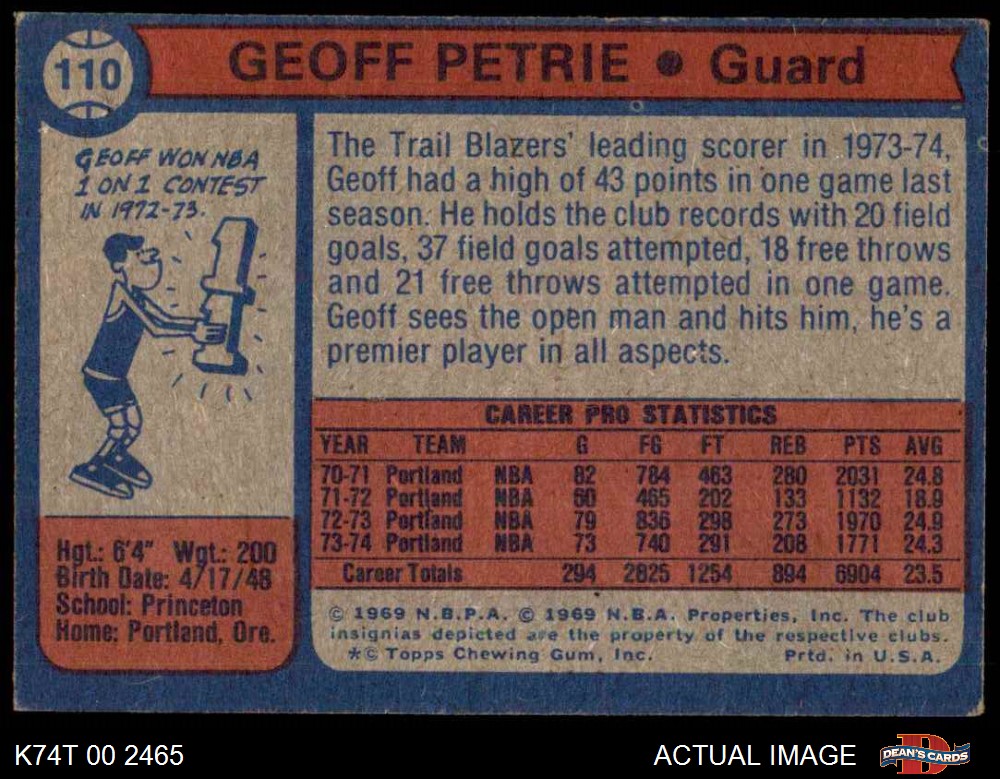 110
GEOFF PETRIE • Guard
GEOFF WON NBA
1 ON 1 CONTEST
IN 1972-73.
1
The Trail Blazers' leading scorer in 1973-74,
Geoff had a high of 43 points in one game last
season. He holds the club records with 20 field
goals, 37 field goals attempted, 18 free throws
and 21 free throws attempted in one game.
Geoff sees the open man and hits him, he's a
premier player in all aspects.
CAREER PRO STATISTICS
YEAR TEAM G FG FT REB PTS AVG
70-71 Portland NBA 82 784 463 280 2031 24.8
71-72 Portland NBA 60 465 202 133 1132 18.9
72-73 Portland NBA 79 836 298 273 1970 24.9
73-74 Portland NBA 73 740 291 208 1771 24.3
Career Totals 294 2825 1254 894 6904 23.5
Hgt.: 6'4" Wgt.: 200
Birth Date: 4/17/48
School: Princeton
Home: Portland, Ore.
© 1969 N.B.P.A. © 1969 N.B.A. Properties, Inc. The club
insignias depicted are the property of the respective clubs.
*© Topps Chewing Gum, Inc. Prtd. in U.S.A.
K74T 00 2465
ACTUAL IMAGE
D
DEAN'S CARDS